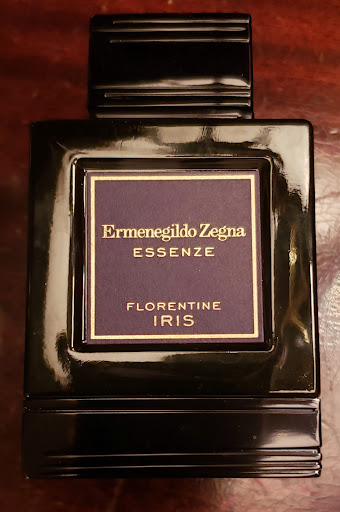 Ermenegildo Zegna
ESSENZE
FLORENTINE
IRIS